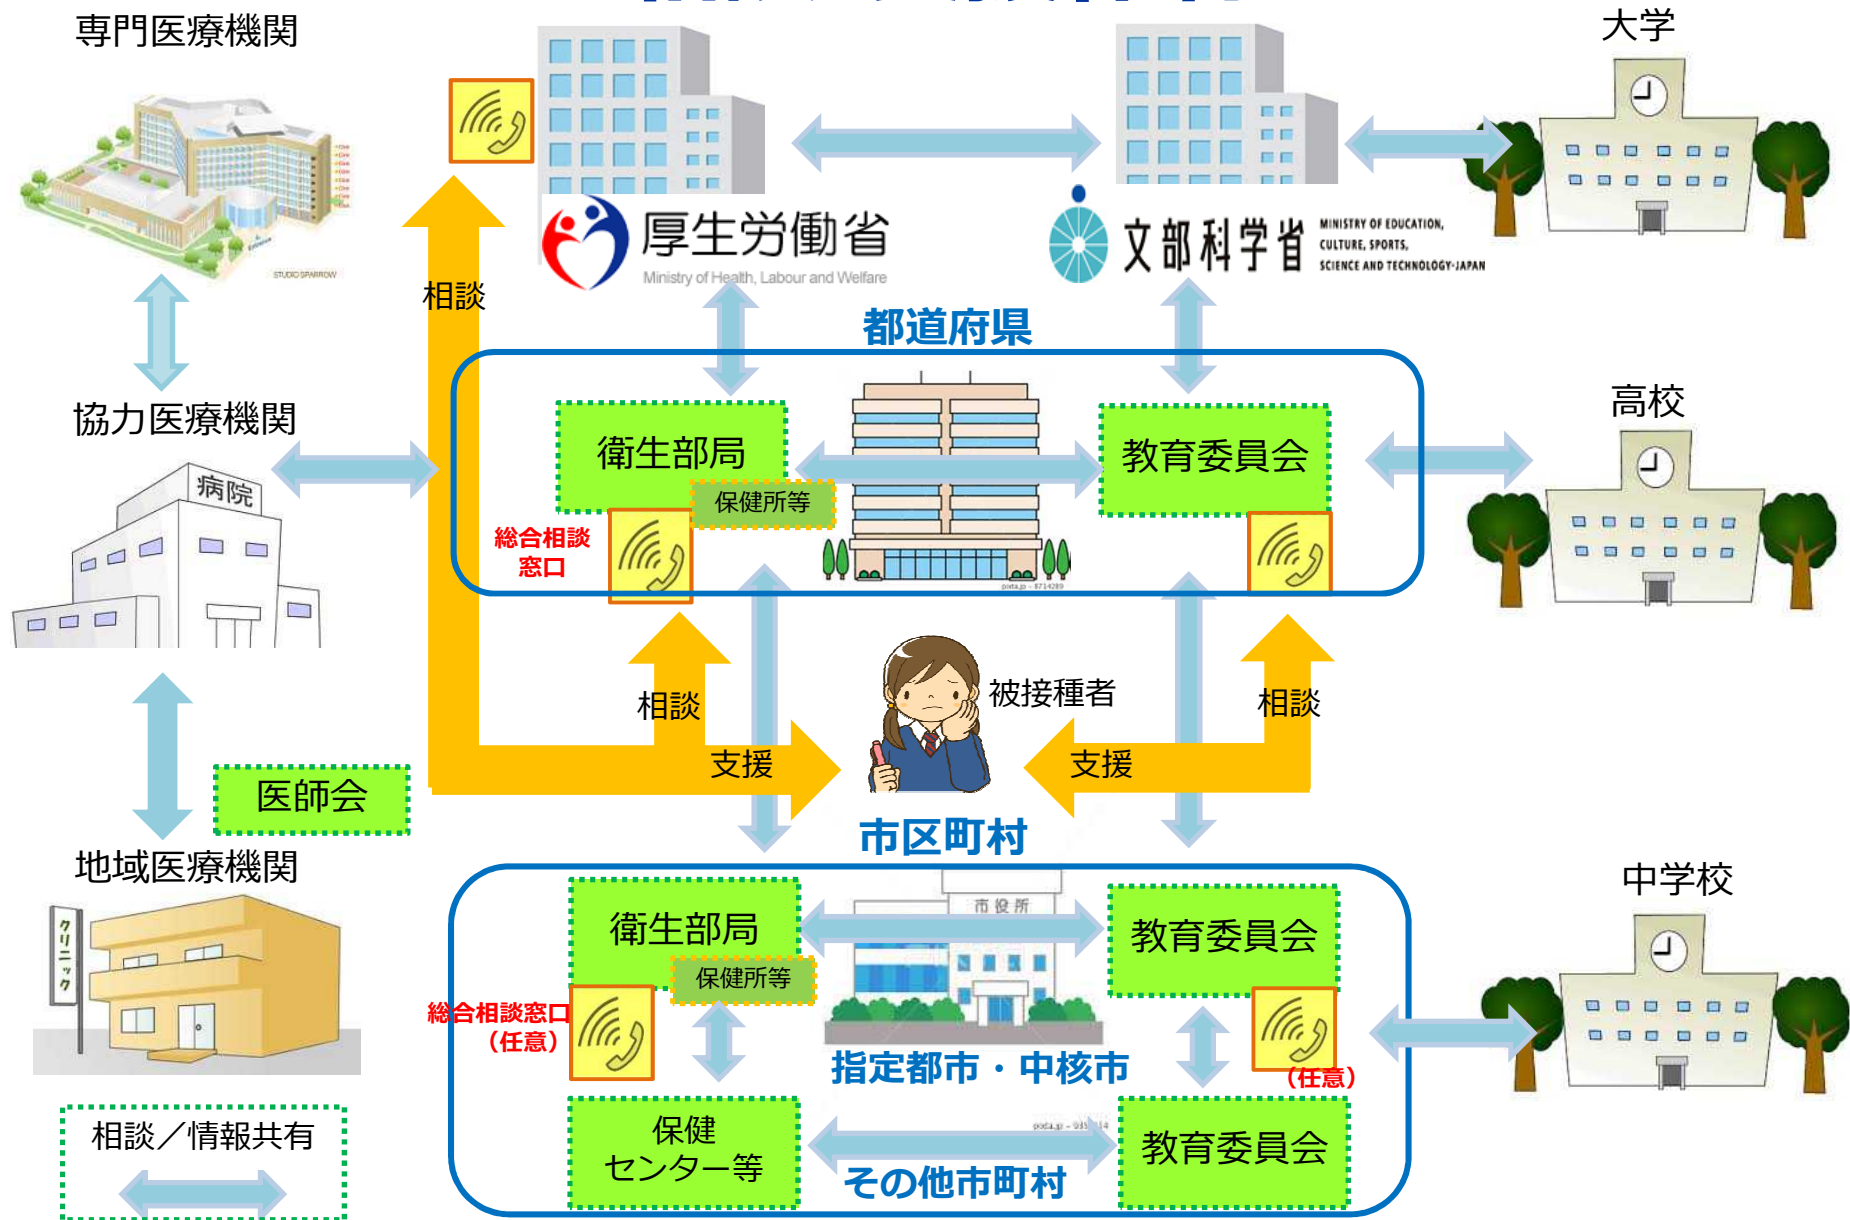 専門医療機関
大学
STUDIO SPARROW
厚生労働省
Ministry of Health, Labour and Welfare
文部科学省
MINISTRY OF EDUCATION,
CULTURE, SPORTS,
SCIENCE AND TECHNOLOGY-JAPAN
相談
都道府県
協力医療機関
病院
衛生部局
保健所等
教育委員会
高校
総合相談
窓口
相談
支援
被接種者
支援
相談
医師会
市区町村
地域医療機関
クリニック
衛生部局
保健所等
市役所
教育委員会
中学校
総合相談窓口
(任意)
指定都市・中核市
(任意)
保健
センター等
教育委員会
その他市町村
相談／情報共有